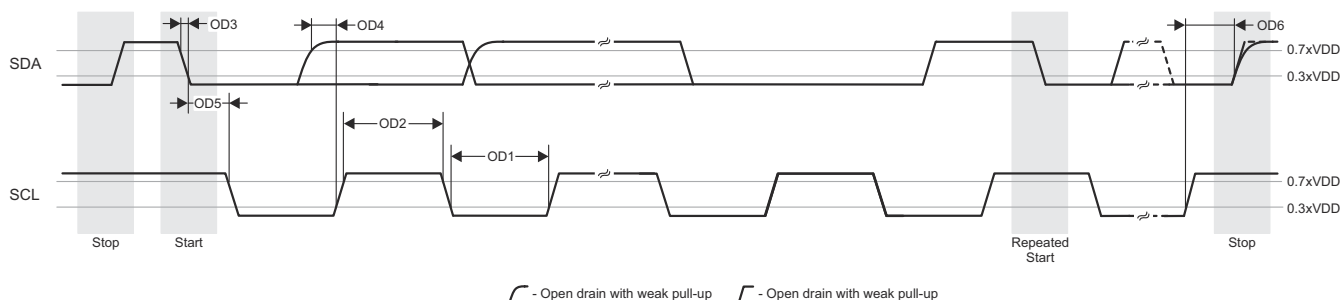 OD3
OD4
OD6
SDA
0.7xVDD
0.3xVDD
OD5
OD2
OD1
SCL
0.7xVDD
0.3xVDD
Stop
Start
Repeated
Start
Stop
- Open drain with weak pull-up
- Open drain with weak pull-up